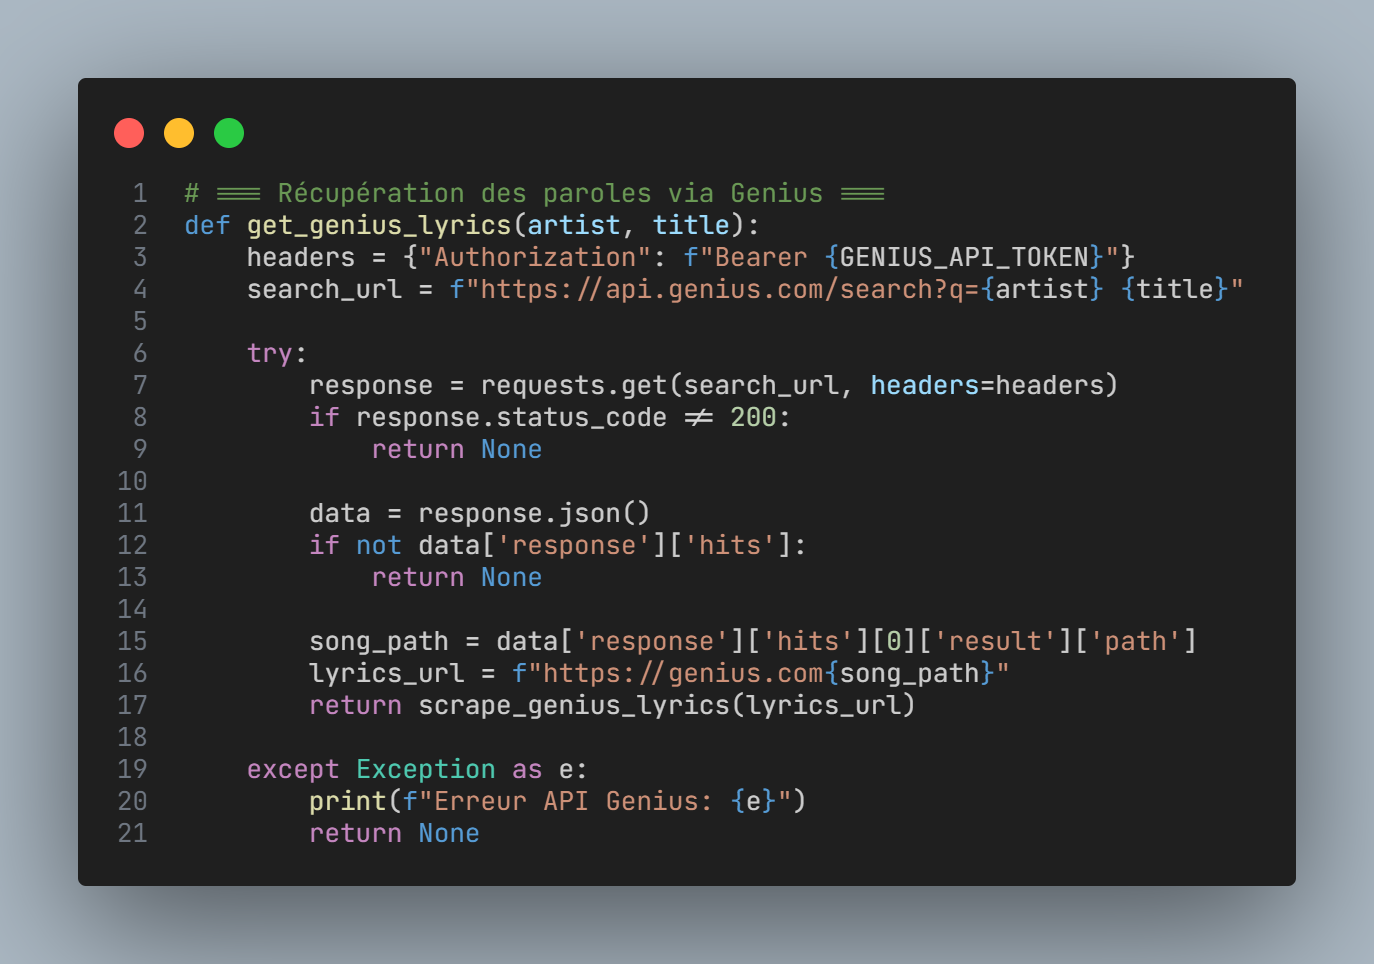 1 # === Récupération des paroles via Genius ===
2 def get_genius_lyrics(artist, title):
3     headers = {"Authorization": f"Bearer {GENIUS_API_TOKEN}"}
4     search_url = f"https://api.genius.com/search?q={artist} {title}"
5
6     try:
7         response = requests.get(search_url, headers=headers)
8         if response.status_code != 200:
9             return None
10
11         data = response.json()
12         if not data['response']['hits']:
13             return None
14
15         song_path = data['response']['hits'][0]['result']['path']
16         lyrics_url = f"https://genius.com{song_path}"
17         return scrape_genius_lyrics(lyrics_url)
18
19     except Exception as e:
20         print(f"Erreur API Genius: {e}")
21         return None